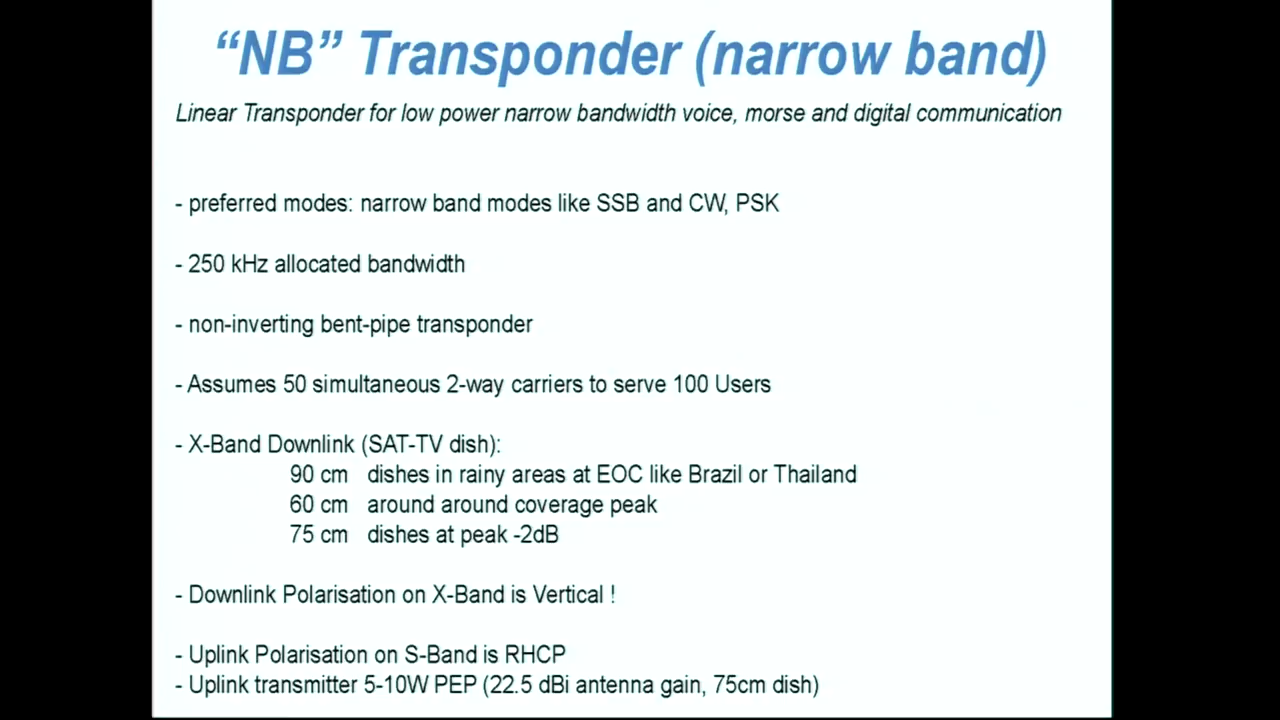 “NB” Transponder (narrow band)
Linear Transponder for low power narrow bandwidth voice, morse and digital communication
- preferred modes: narrow band modes like SSB and CW, PSK
- 250 kHz allocated bandwidth
- non-inverting bent-pipe transponder
- Assumes 50 simultaneous 2-way carriers to serve 100 Users
- X-Band Downlink (SAT-TV dish):
90 cm dishes in rainy areas at EOC like Brazil or Thailand
60 cm around around coverage peak
75 cm dishes at peak -2dB
- Downlink Polarisation on X-Band is Vertical !
- Uplink Polarisation on S-Band is RHCP
- Uplink transmitter 5-10W PEP (22.5 dBi antenna gain, 75cm dish)